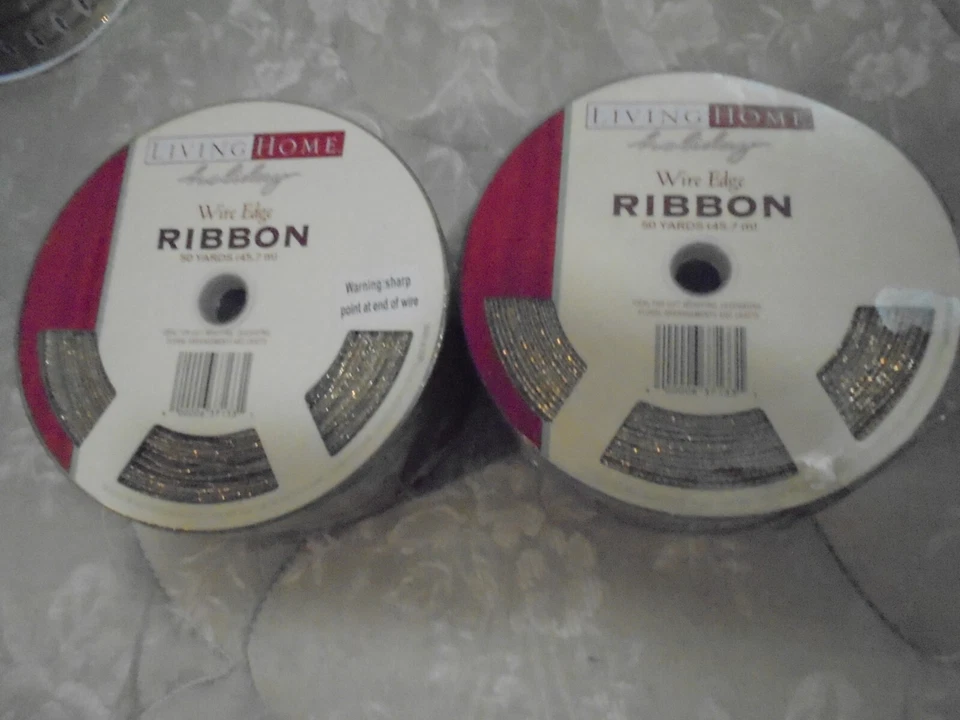 LIVING HOME
holiday
Wire Edge
RIBBON
50 YARDS (45.7 m)
Warning: sharp
point at end of wire
LIVING HOME
holiday
Wire Edge
RIBBON
50 YARDS (45.7 m)